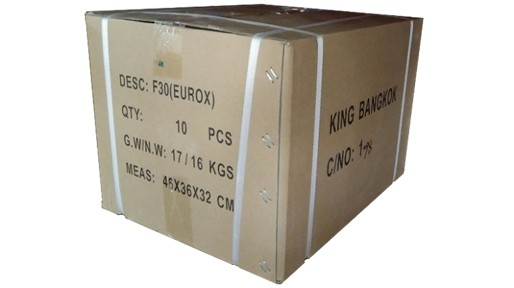 DESC: F30(EUROX)
QTY: 10 PCS
G.W/N.W: 17/16 KGS
MEAS: 46X36X32 CM
KING BANGKOK
C/NO: